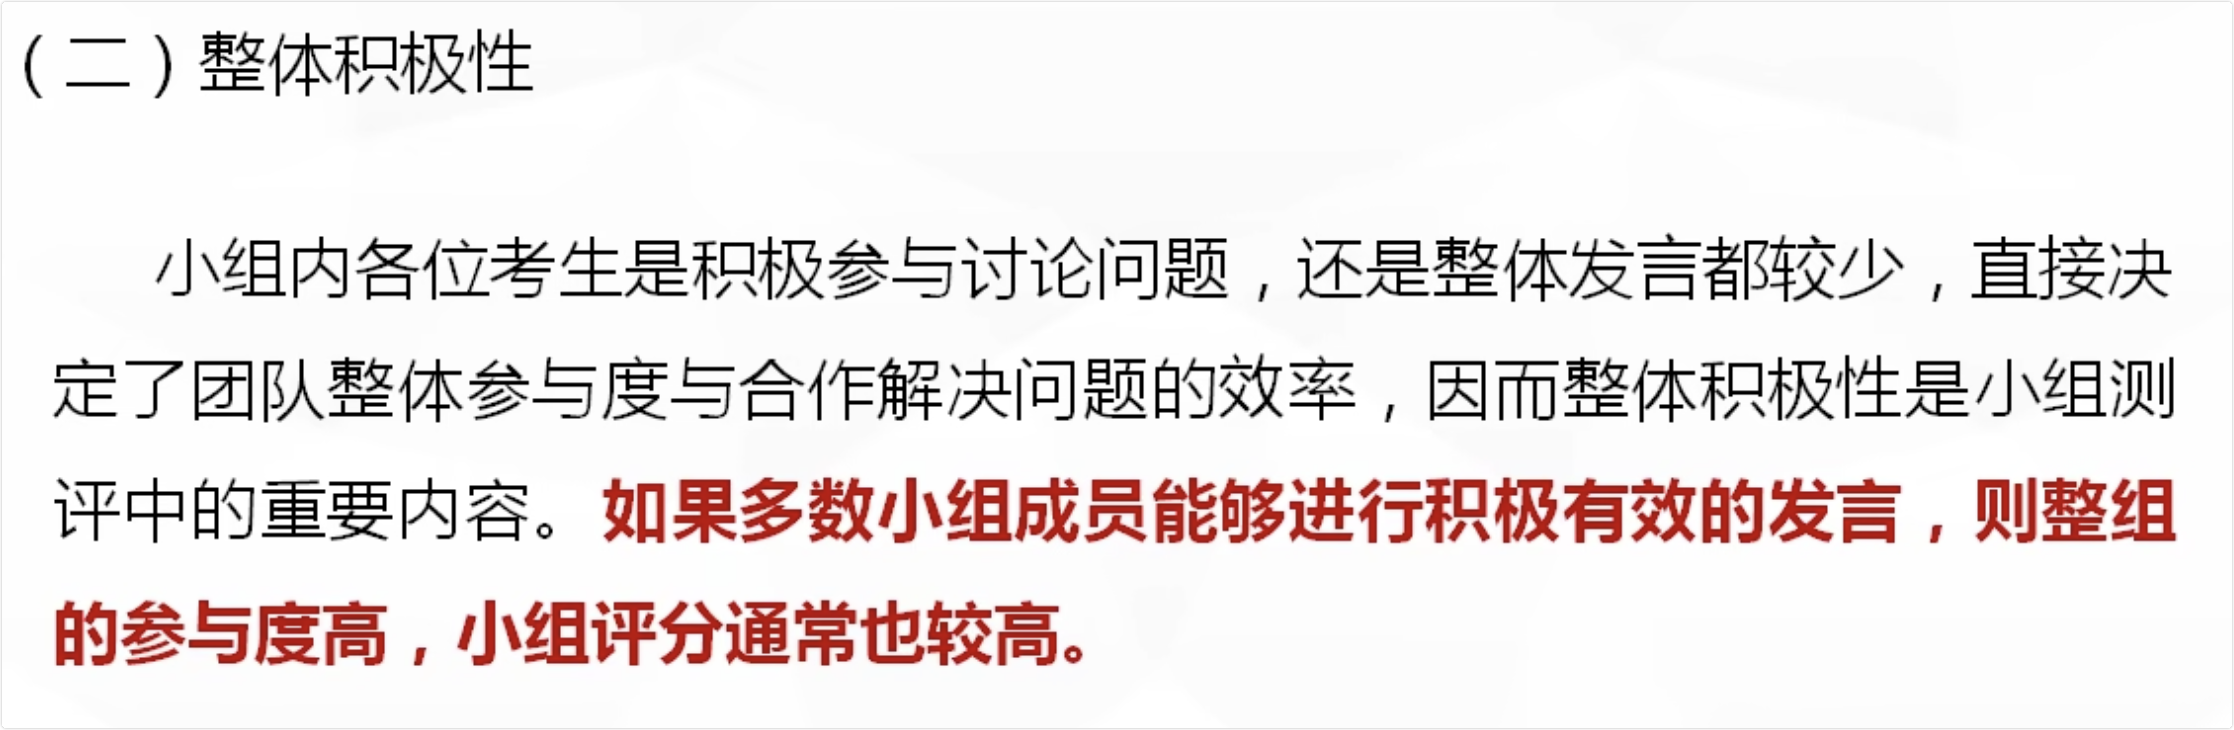 （二）整体积极性
小组内各位考生是积极参与讨论问题，还是整体发言都较少，直接决
定了团队整体参与度与合作解决问题的效率，因而整体积极性是小组测
评中的重要内容。如果多数小组成员能够进行积极有效的发言，则整组
的参与度高，小组评分通常也较高。